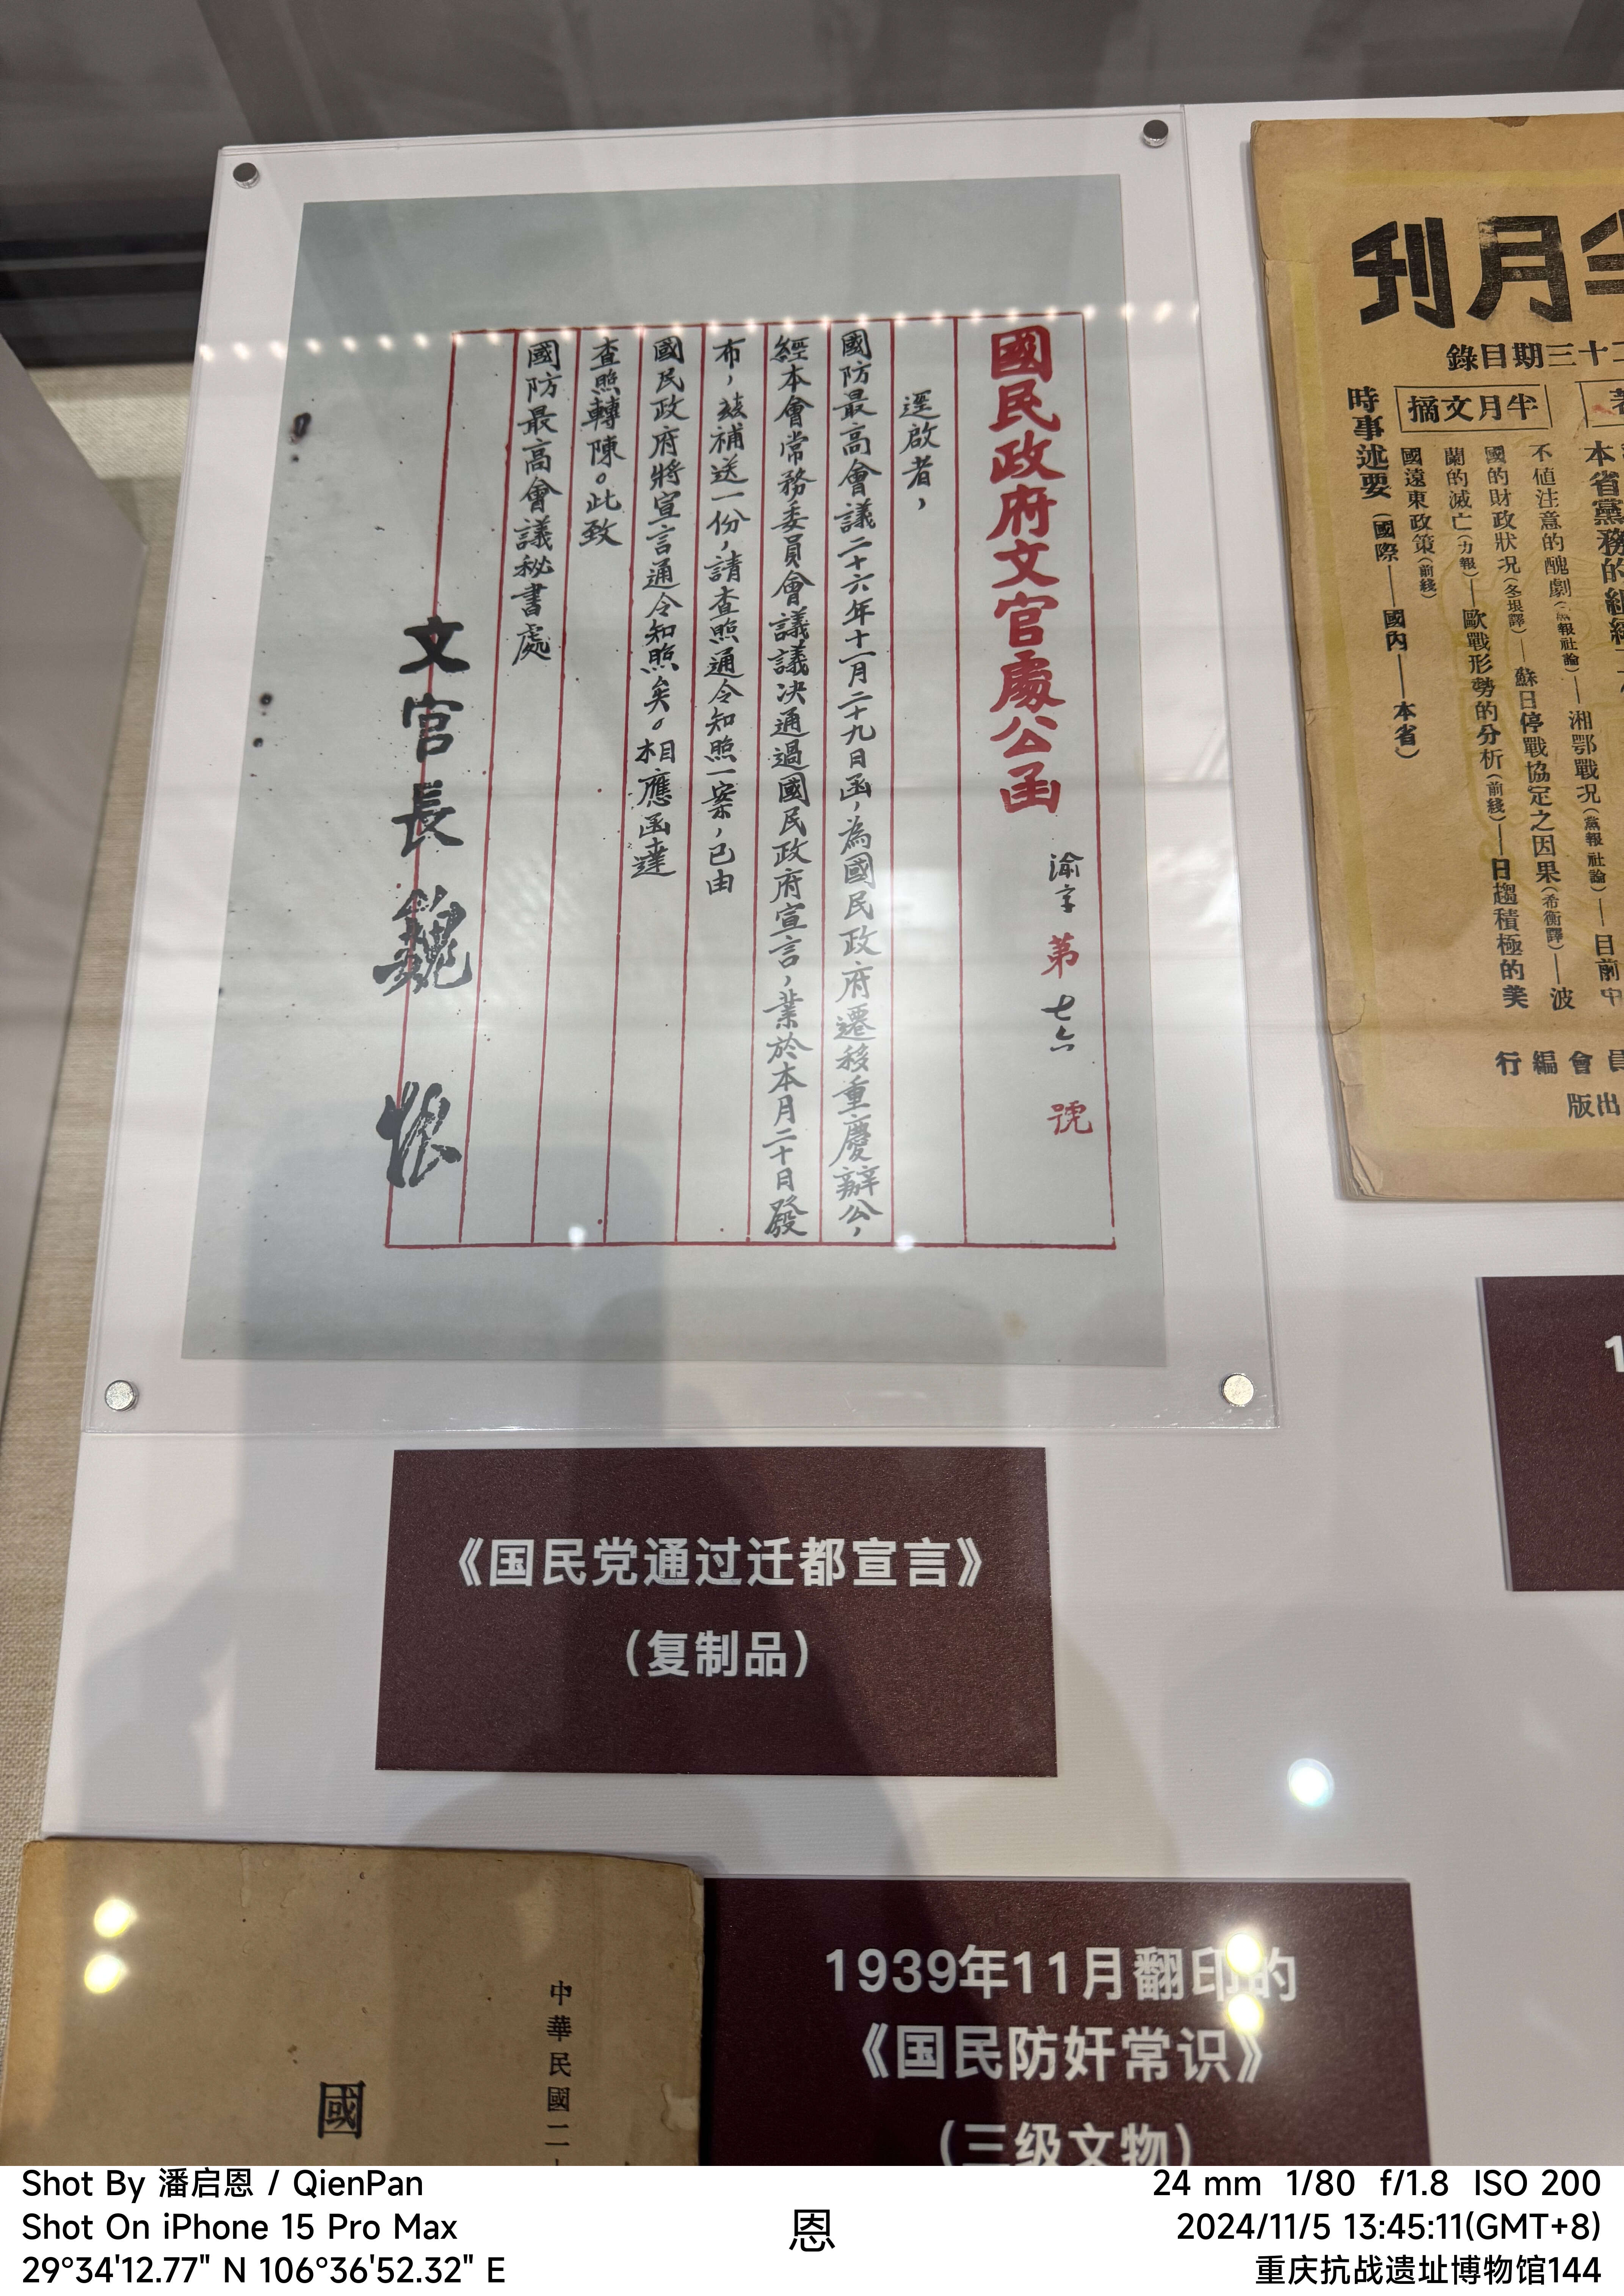 國民政府文官處公函
渝字第七六號
逕啟者，
國防最高會議二十六年十一月二十九日函，為國民政府遷移重慶辦公，
經本會常務委員會議議決通過國民政府宣言，業於本月二十日發
布，茲補送一份，請查照通令知照一案，已由
國民政府將宣言通令知照矣。相應函達
查照轉陳。此致
國防最高會議秘書處
文官長魏懷
半月刊
十三期目錄
半月文摘
本省黨務的組
目前中
不值注意的醜劇（黨報社論）——湘鄂戰況（黨報社論）——
國的財政狀況（冬垠譯）——蘇日停戰協定之因果（希衡譯）——波
蘭的滅亡（力報）——歐戰形勢的分析（前綫）——日趨積極的美
國遠東政策（前綫）
時事述要（國際——國內——本省）
員會編行
出版
《国民党通过迁都宣言》
（复制品）
中華民國二
國
1939年11月翻印的
《国民防奸常识》
（三级文物）
Shot By 潘启恩 / QienPan
Shot On iPhone 15 Pro Max
29°34'12.77" N 106°36'52.32" E
恩
24 mm 1/80 f/1.8 ISO 200
2024/11/5 13:45:11(GMT+8)
重庆抗战遗址博物馆144